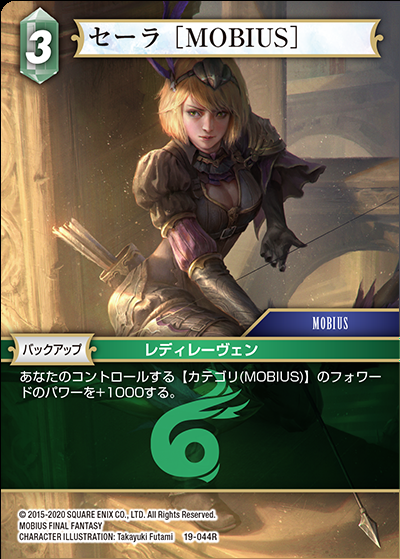 3
セーラ [MOBIUS]
MOBIUS
バックアップ
レディレーヴェン
あなたのコントロールする【カテゴリ(MOBIUS)】のフォワー
ドのパワーを+1000する。
© 2015-2020 SQUARE ENIX CO., LTD. All Rights Reserved.
MOBIUS FINAL FANTASY
CHARACTER ILLUSTRATION: Takayuki Futami 19-044R